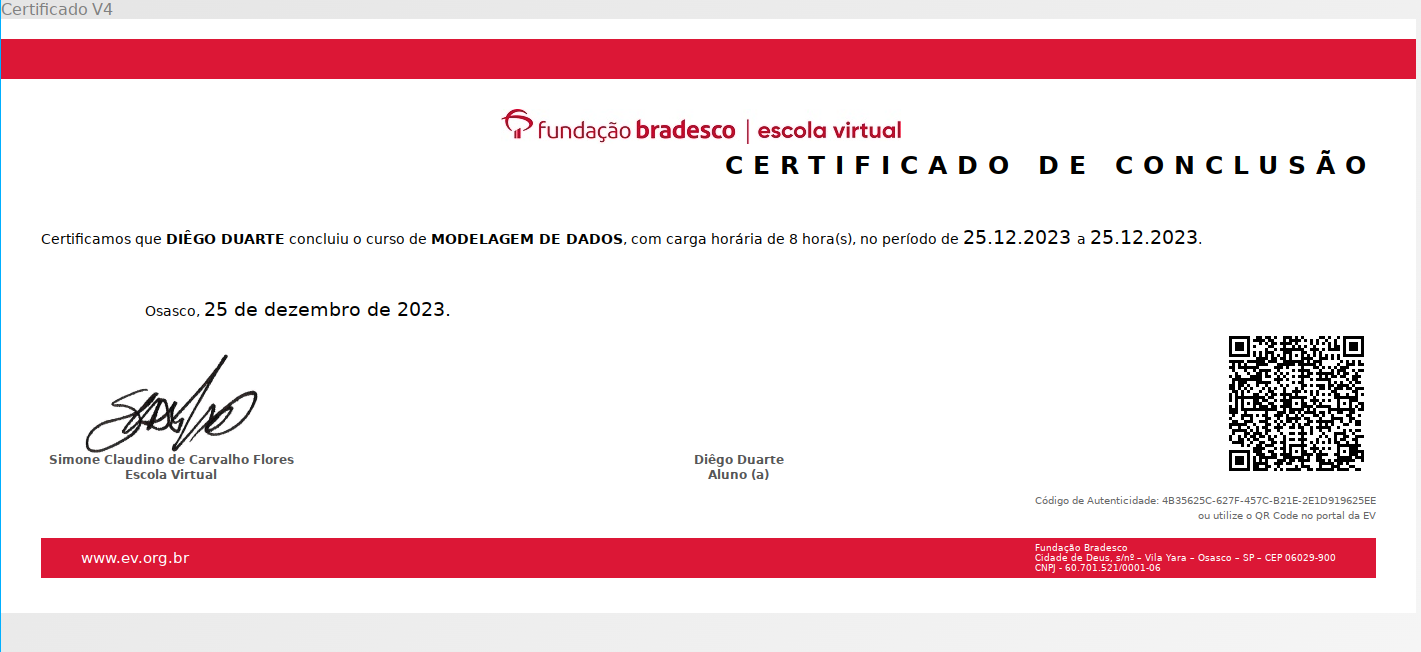 Certificado V4
fundação bradesco | escola virtual
CERTIFICADO DE CONCLUSÃO
Certificamos que DIÊGO DUARTE concluiu o curso de MODELAGEM DE DADOS, com carga horária de 8 hora(s), no período de 25.12.2023 a 25.12.2023.
Osasco, 25 de dezembro de 2023.
Simone Claudino de Carvalho Flores
Escola Virtual
Diêgo Duarte
Aluno (a)
Código de Autenticidade: 4B35625C-627F-457C-B21E-2E1D919625EE
ou utilize o QR Code no portal da EV
www.ev.org.br
Fundação Bradesco
Cidade de Deus, s/nº – Vila Yara – Osasco – SP – CEP 06029-900
CNPJ - 60.701.521/0001-06